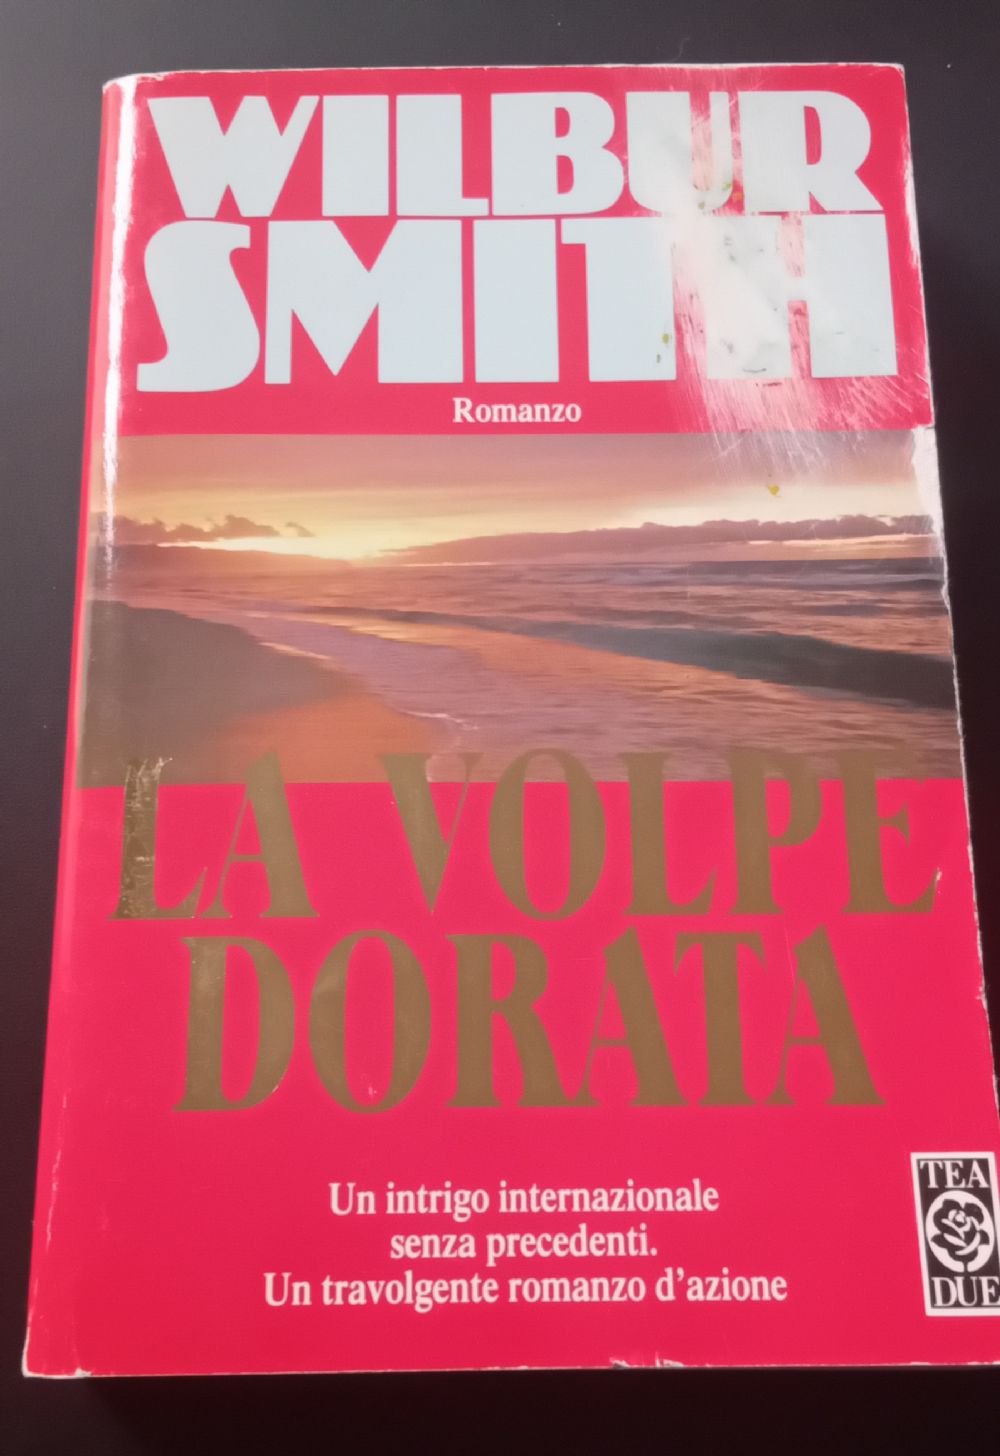 WILBUR
SMITH
Romanzo
LA VOLPE
DORATA
Un intrigo internazionale
senza precedenti.
Un travolgente romanzo d'azione
TEA
DUE